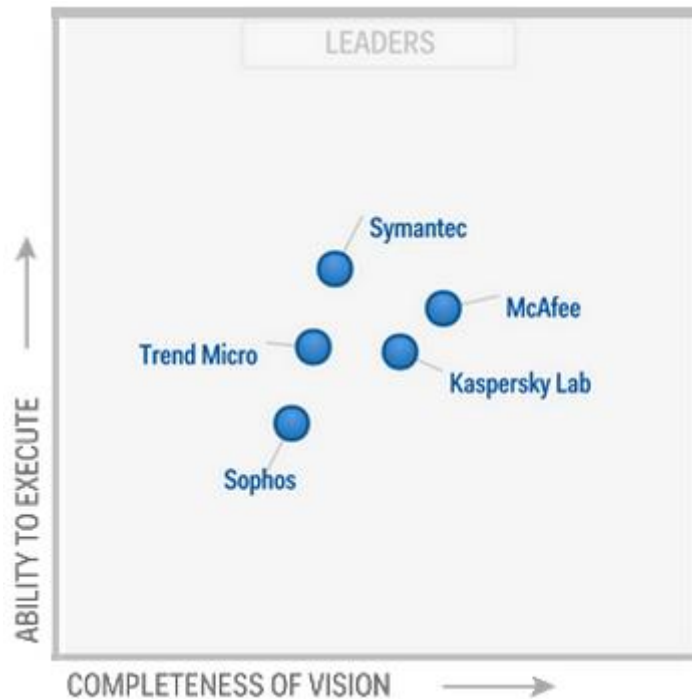 LEADERS
Symantec
McAfee
Trend Micro
Kaspersky Lab
Sophos
ABILITY TO EXECUTE
COMPLETENESS OF VISION